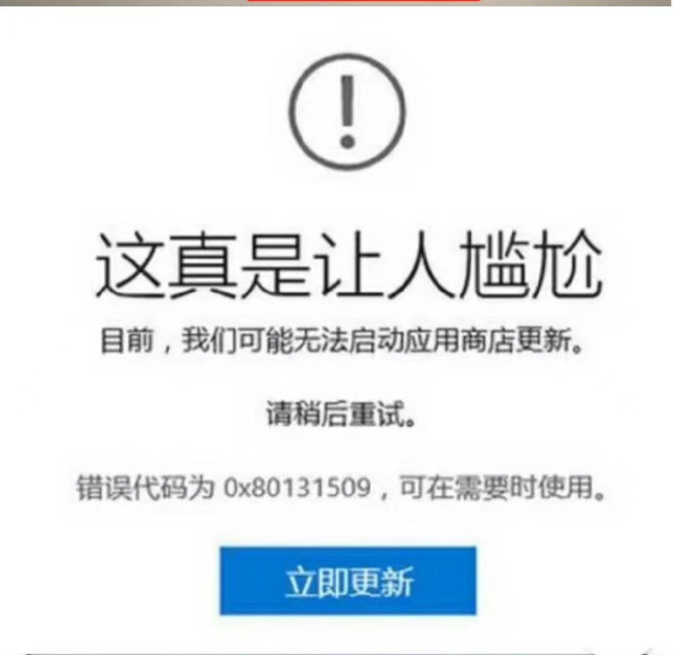 这真是让人尴尬
目前，我们可能无法启动应用商店更新。
请稍后重试。
错误代码为 0x80131509，可在需要时使用。
立即更新